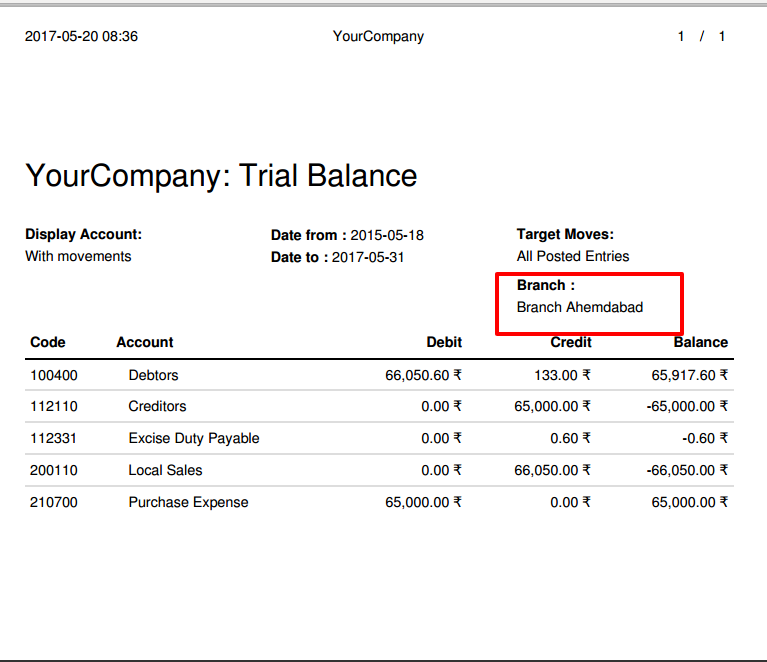 2017-05-20 08:36 YourCompany 1 / 1
YourCompany: Trial Balance
Display Account: Date from : 2015-05-18 Target Moves:
With movements Date to : 2017-05-31 All Posted Entries
Branch :
Branch Ahemdabad
Code Account Debit Credit Balance
100400 Debtors 66,050.60 ₹ 133.00 ₹ 65,917.60 ₹
112110 Creditors 0.00 ₹ 65,000.00 ₹ -65,000.00 ₹
112331 Excise Duty Payable 0.00 ₹ 0.60 ₹ -0.60 ₹
200110 Local Sales 0.00 ₹ 66,050.00 ₹ -66,050.00 ₹
210700 Purchase Expense 65,000.00 ₹ 0.00 ₹ 65,000.00 ₹